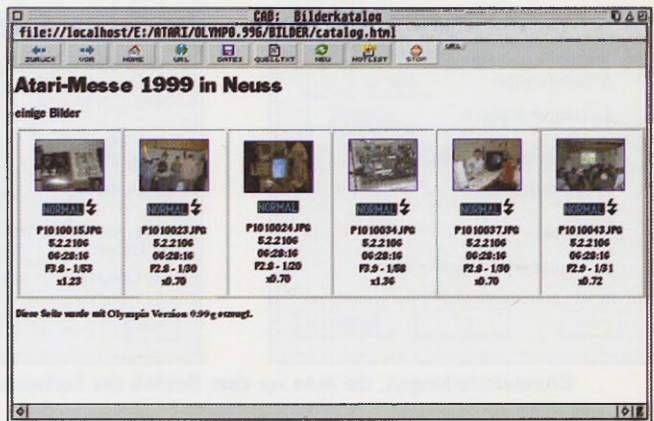 CAB: Bilderkatalog
file://localhost/E:/ATARI/OLYMPO.99G/BILDER/catalog.html
ZURUCK VOR HOME URL DATEI QUELLTXT NEU HOTLIST STOP URL
Atari-Messe 1999 in Neuss
einige Bilder
NORMAL NORMAL NORMAL NORMAL NORMAL NORMAL
P1010015.JPG P1010023.JPG P1010024.JPG P1010034.JPG P1010037.JPG P1010043.JPG
5.2.2106 5.2.2106 5.2.2106 5.2.2106 5.2.2106 5.2.2106
06:28:16 06:28:16 06:28:16 06:28:16 06:28:16 06:28:16
F3.8 - 1/53 F2.8 - 1/30 F2.8 - 1/20 F3.9 - 1/58 F2.8 - 1/30 F2.9 - 1/31
x1.23 x0.70 x0.70 x1.36 x0.70 x0.72
Diese Seite wurde mit Olympia Version 0.99g erzeugt.